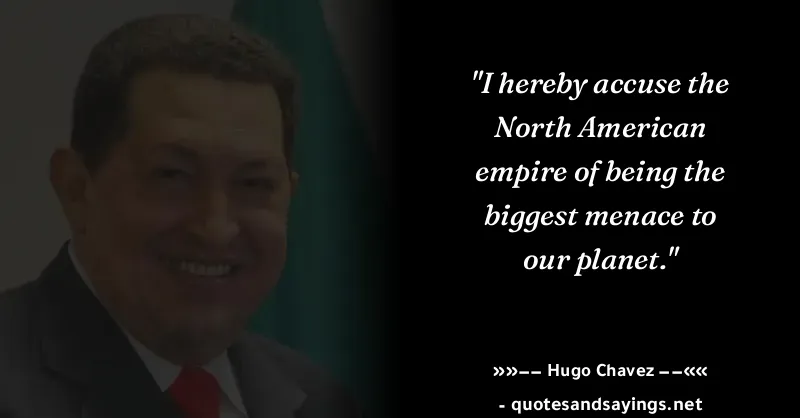 "I hereby accuse the
North American
empire of being the
biggest menace to
our planet."
»»−− Hugo Chavez −−««
- quotesandsayings.net